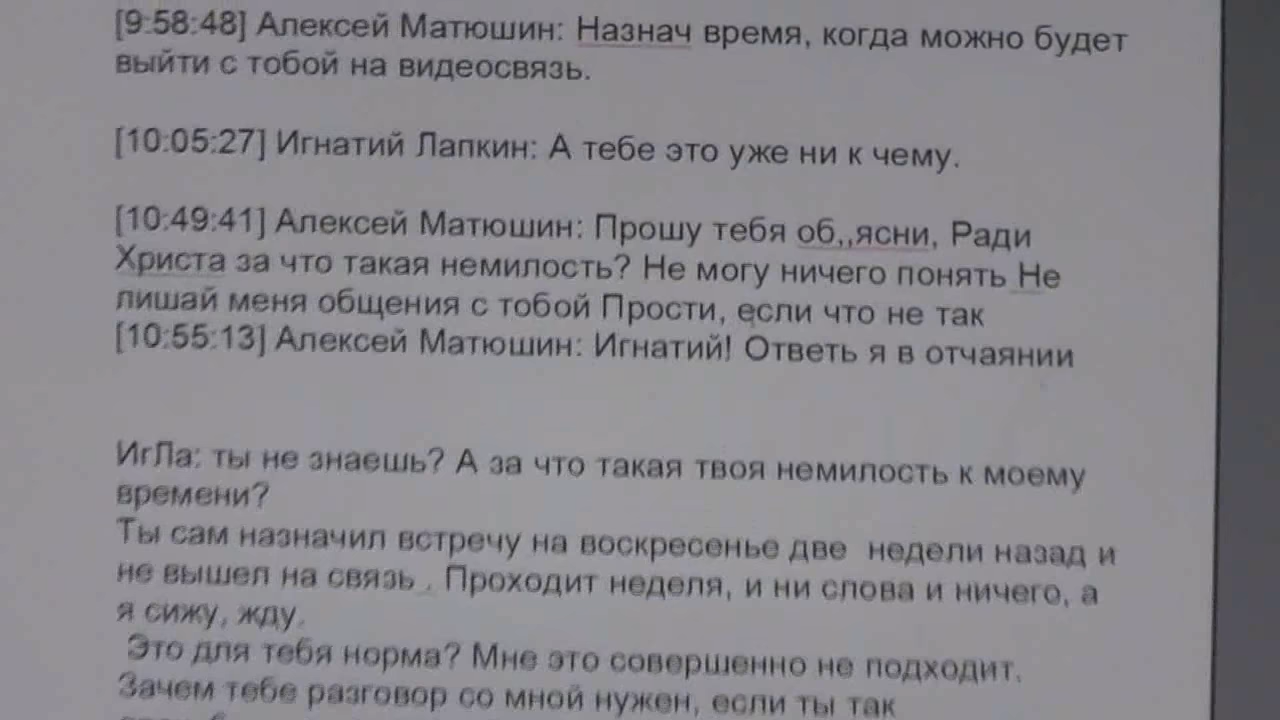 [9:58:48] Алексей Матюшин: Назнач время, когда можно будет
выйти с тобой на видеосвязь.
[10:05:27] Игнатий Лапкин: А тебе это уже ни к чему.
[10:49:41] Алексей Матюшин: Прошу тебя об,,ясни, Ради
Христа за что такая немилость? Не могу ничего понять Не
лишай меня общения с тобой Прости, если что не так
[10:55:13] Алексей Матюшин: Игнатий! Ответь я в отчаянии
ИгЛа: ты не знаешь? А за что такая твоя немилость к моему
времени?
Ты сам назначил встречу на воскресенье две недели назад и
не вышел на связь . Проходит неделя, и ни слова и ничего, а
я сижу, жду.
Это для тебя норма? Мне это совершенно не подходит.
Зачем тебе разговор со мной нужен, если ты так